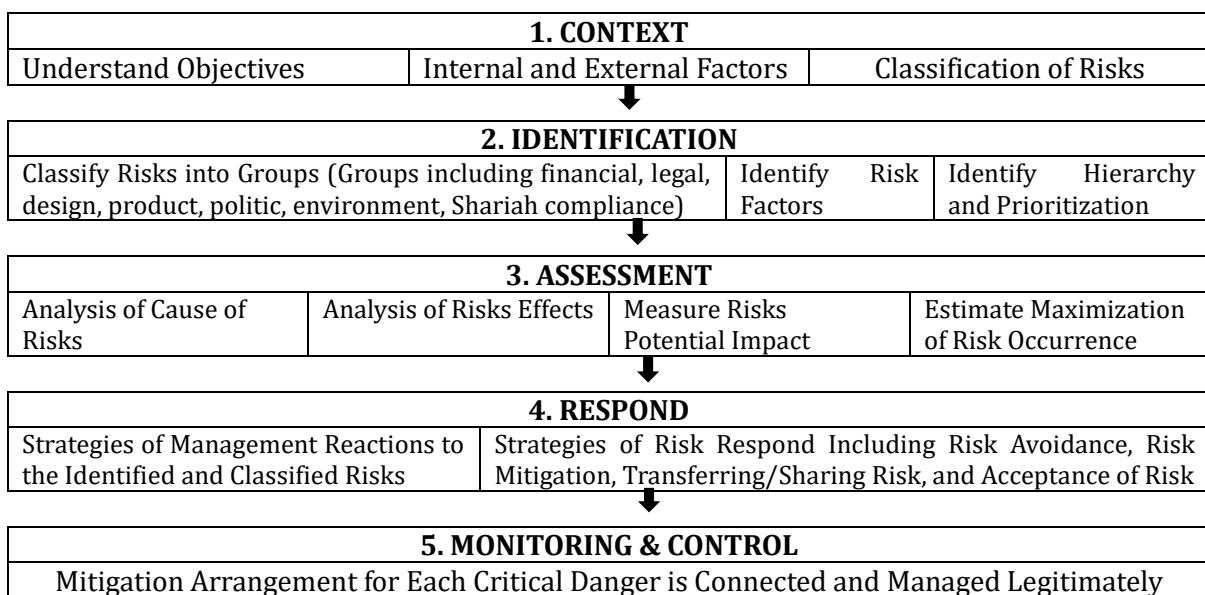 1. CONTEXT
Understand Objectives
Internal and External Factors
Classification of Risks
2. IDENTIFICATION
Classify Risks into Groups (Groups including financial, legal,
design, product, politic, environment, Shariah compliance)
Identify Risk
Factors
Identify Hierarchy
and Prioritization
3. ASSESSMENT
Analysis of Cause of
Risks
Analysis of Risks Effects
Measure Risks
Potential Impact
Estimate Maximization
of Risk Occurrence
4. RESPOND
Strategies of Management Reactions to
the Identified and Classified Risks
Strategies of Risk Respond Including Risk Avoidance, Risk
Mitigation, Transferring/Sharing Risk, and Acceptance of Risk
5. MONITORING & CONTROL
Mitigation Arrangement for Each Critical Danger is Connected and Managed Legitimately